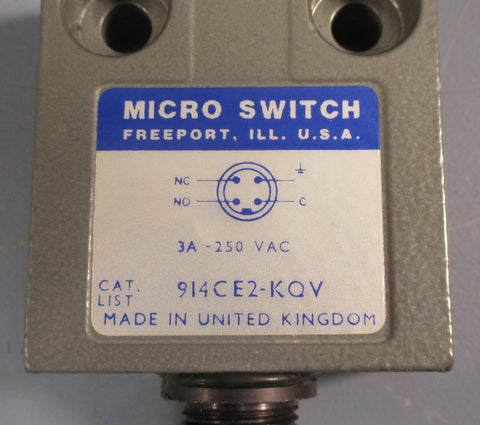 MICRO SWITCH
FREEPORT, ILL. U.S.A.
NC
NO C
3A -250 VAC
CAT. LIST 914CE2-KQV
MADE IN UNITED KINGDOM